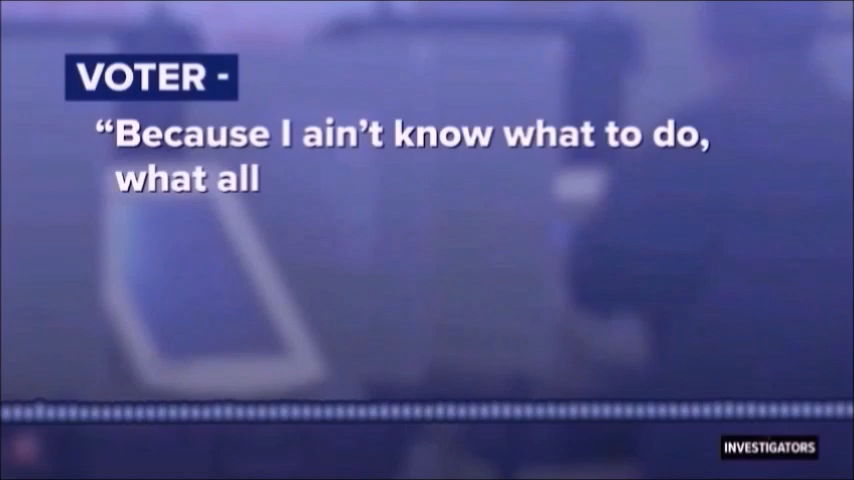 VOTER -
“Because I ain’t know what to do,
what all
INVESTIGATORS